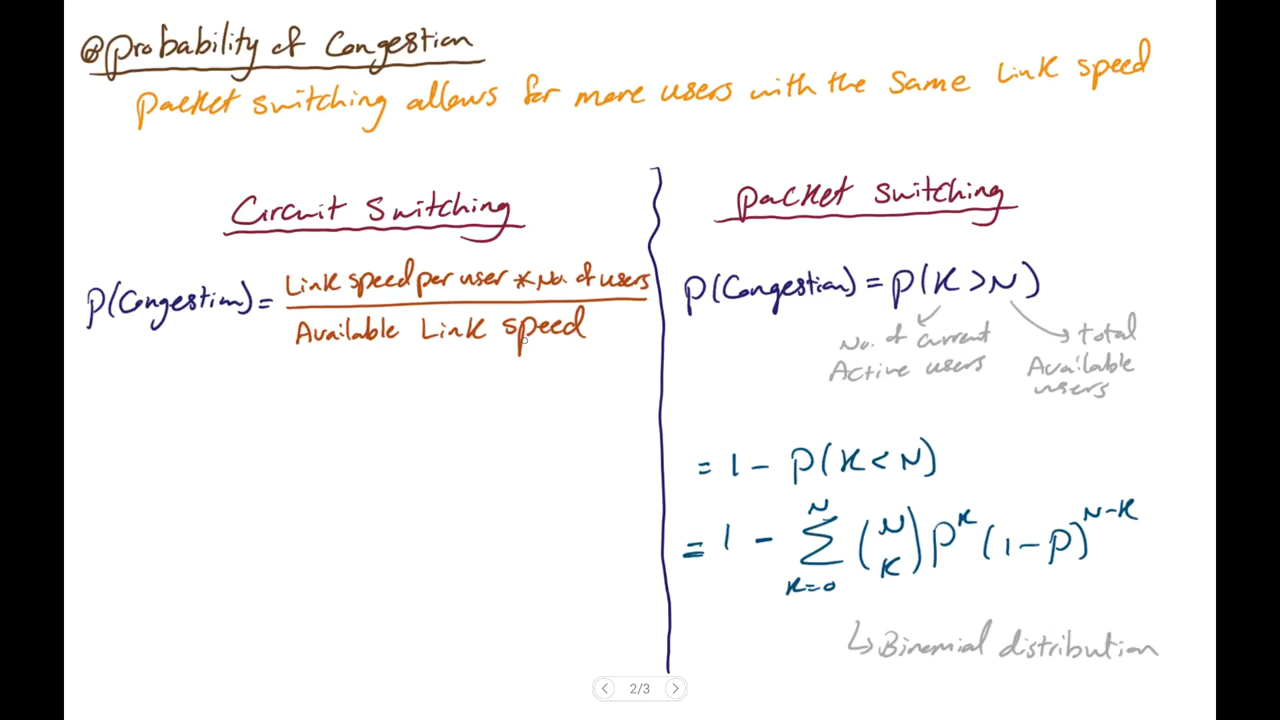 Probability of Congestion
Packet switching allows for more users with the same Link speed
Circuit Switching
P(Congestion) = Link speed per user * No. of users
Available Link speed
Packet Switching
P(Congestion) = P(K > N)
No. of current
Active users
total
Available
users
= 1 - P(K < N)
= 1 - ∑ᴺₖ₌₀ (N K) P^K (1-P)^N-K
↳ Binomial distribution
2/3